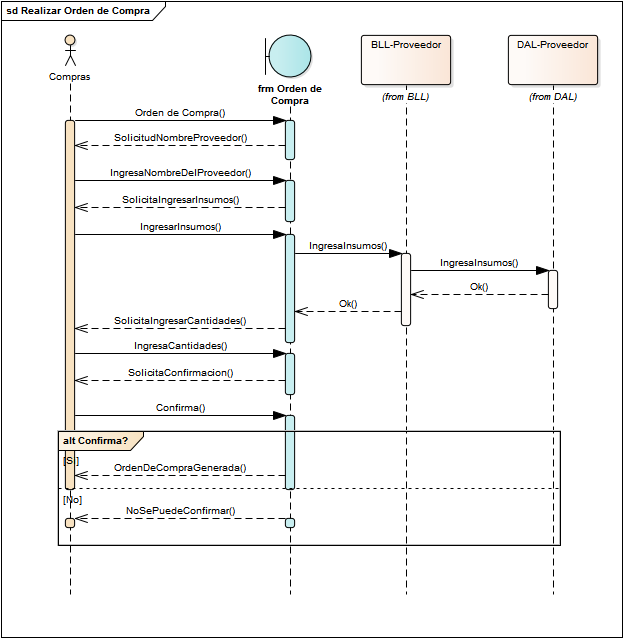 sd Realizar Orden de Compra
BLL-Proveedor
DAL-Proveedor
Compras
frm Orden de
Compra
(from BLL)
(from DAL)
Orden de Compra()
SolicitudNombreProveedor()
IngresaNombreDelProveedor()
SolicitaIngresarInsumos()
IngresarInsumos()
IngresaInsumos()
IngresaInsumos()
Ok()
Ok()
SolicitaIngresarCantidades()
IngresaCantidades()
SolicitaConfirmacion()
Confirma()
alt Confirma?
[Si]
OrdenDeCompraGenerada()
[No]
NoSePuedeConfirmar()